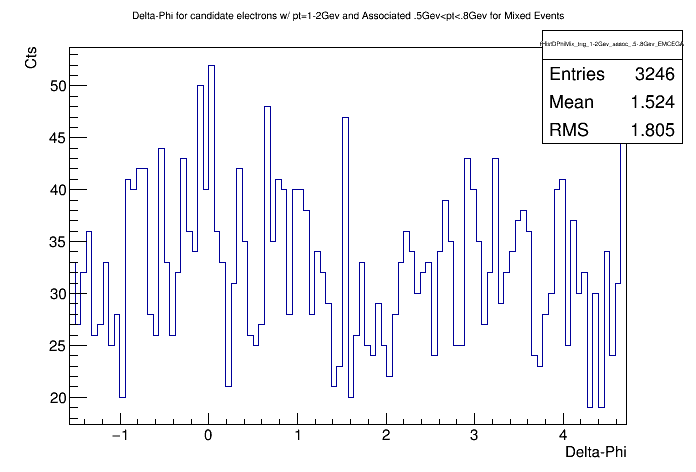 Delta-Phi for candidate electrons w/ pt=1-2Gev and Associated .5Gev<pt<.8Gev for Mixed Events
Cts
Entries 3246
Mean 1.524
RMS 1.805
50
45
40
35
30
25
20
−1 0 1 2 3 4
Delta-Phi